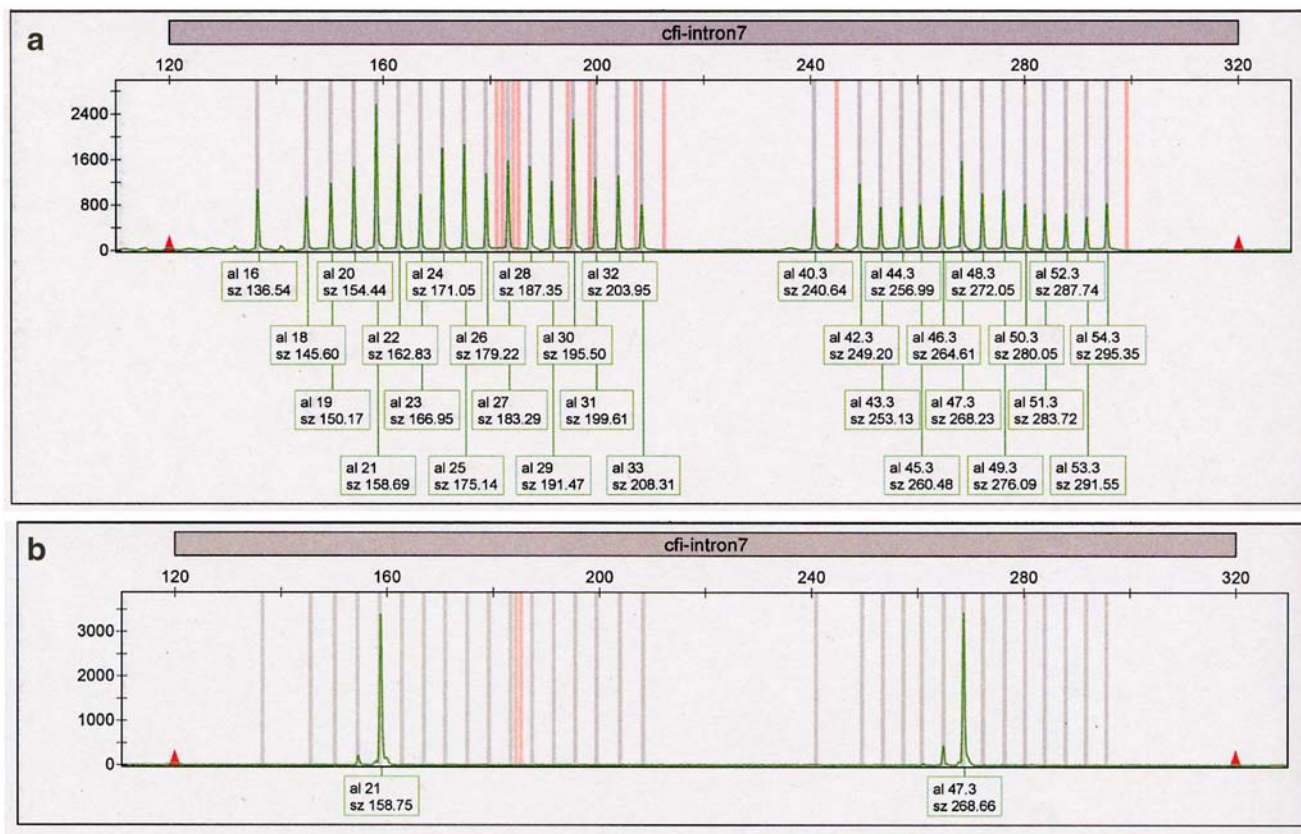 a
cfi-intron7
120 160 200 240 280 320
2400
1600
800
0
al 16 al 20 al 24 al 28 al 32 al 40.3 al 44.3 al 48.3 al 52.3
sz 136.54 sz 154.44 sz 171.05 sz 187.35 sz 203.95 sz 240.64 sz 256.99 sz 272.05 sz 287.74
al 18 al 22 al 26 al 30 al 42.3 al 46.3 al 50.3 al 54.3
sz 145.60 sz 162.83 sz 179.22 sz 195.50 sz 249.20 sz 264.61 sz 280.05 sz 295.35
al 19 al 23 al 27 al 31 al 43.3 al 47.3 al 51.3
sz 150.17 sz 166.95 sz 183.29 sz 199.61 sz 253.13 sz 268.23 sz 283.72
al 21 al 25 al 29 al 33 al 45.3 al 49.3 al 53.3
sz 158.69 sz 175.14 sz 191.47 sz 208.31 sz 260.48 sz 276.09 sz 291.55
b
cfi-intron7
120 160 200 240 280 320
3000
2000
1000
0
al 21 al 47.3
sz 158.75 sz 268.66